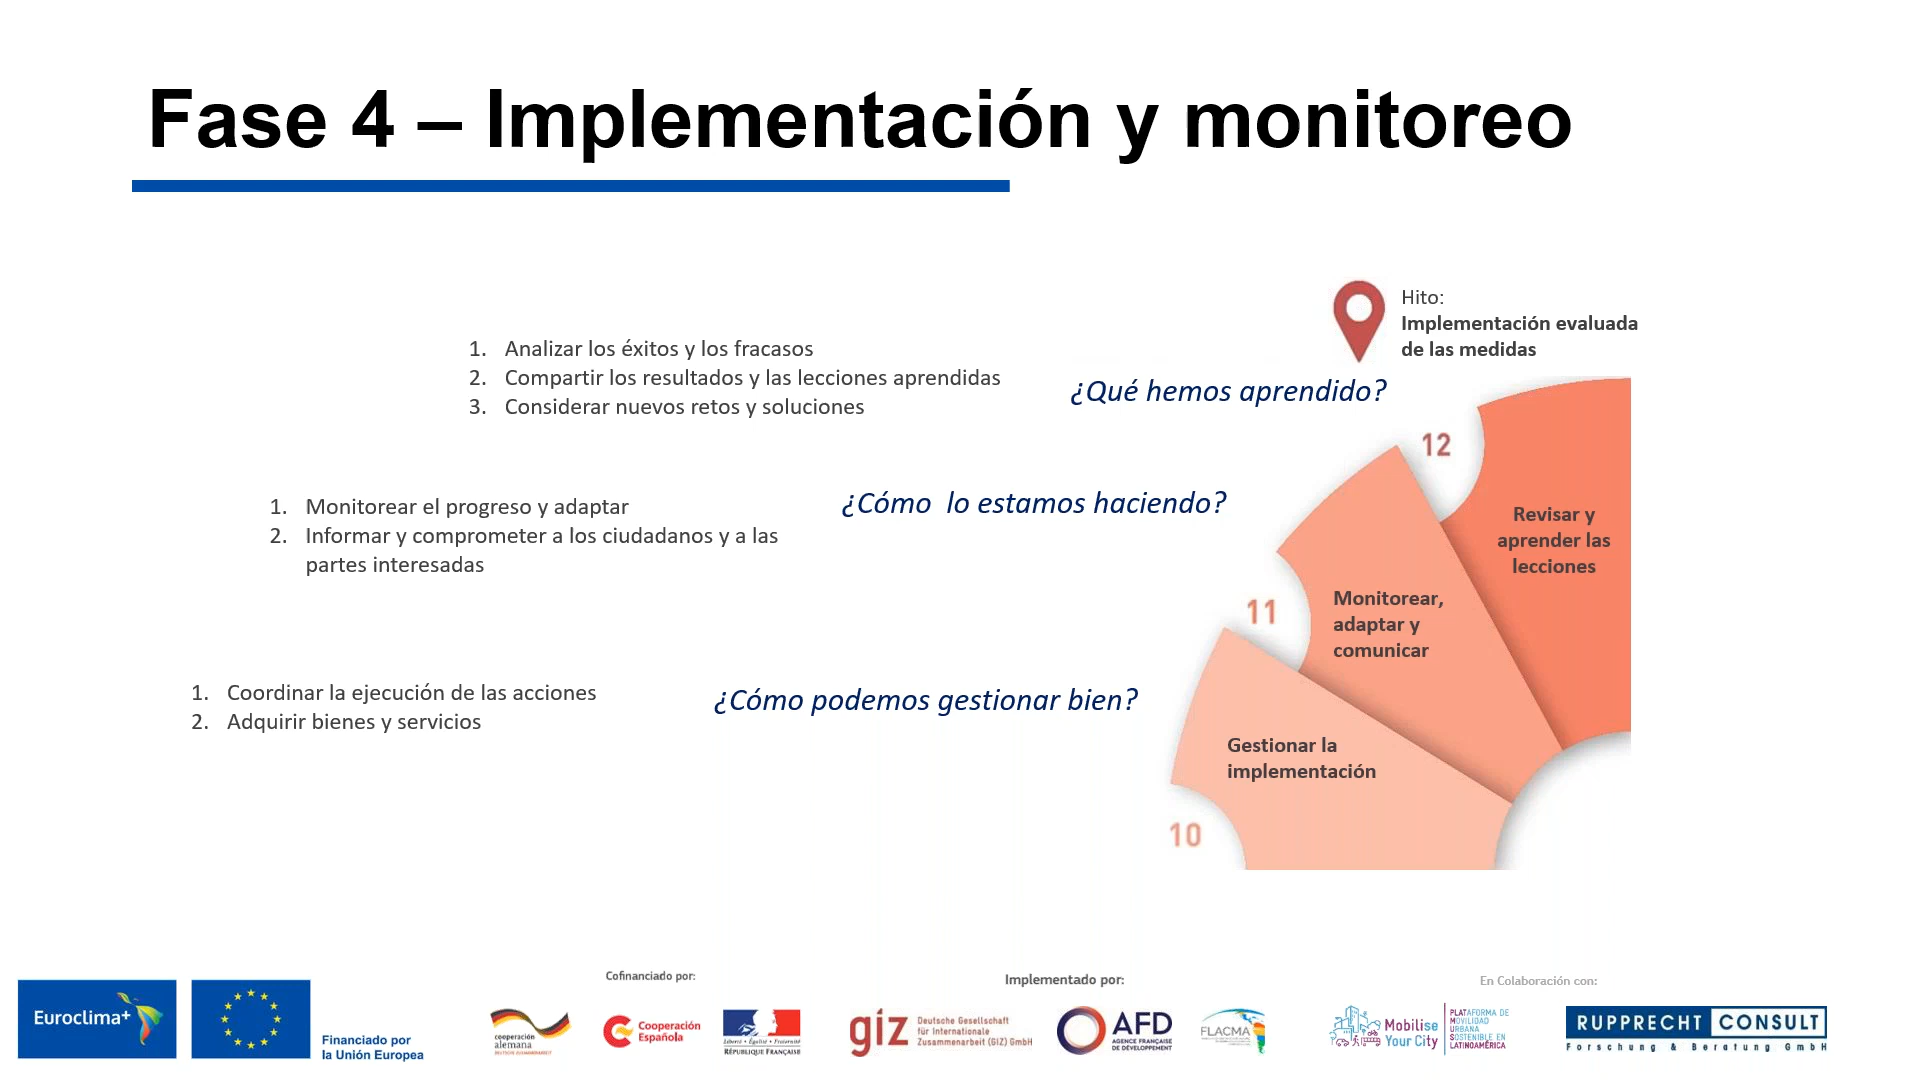 Fase 4 – Implementación y monitoreo
Hito:
Implementación evaluada
de las medidas
1. Analizar los éxitos y los fracasos
2. Compartir los resultados y las lecciones aprendidas
3. Considerar nuevos retos y soluciones
¿Qué hemos aprendido?
12
Revisar y
aprender las
lecciones
1. Monitorear el progreso y adaptar
2. Informar y comprometer a los ciudadanos y a las
partes interesadas
¿Cómo lo estamos haciendo?
11
Monitorear,
adaptar y
comunicar
1. Coordinar la ejecución de las acciones
2. Adquirir bienes y servicios
¿Cómo podemos gestionar bien?
Gestionar la
implementación
10
Euroclima+
Financiado por
la Unión Europea
Cofinanciado por:
cooperación
alemana
DEUTSCHE ZUSAMMENARBEIT
Cooperación
Española
Liberté • Égalité • Fraternité
RÉPUBLIQUE FRANÇAISE
Implementado por:
giz
Deutsche Gesellschaft
für Internationale
Zusammenarbeit (GIZ) GmbH
AFD
AGENCE FRANÇAISE
DE DÉVELOPPEMENT
FLACMA
En Colaboración con:
Mobilise
Your City
PLATAFORMA DE
MOVILIDAD
URBANA
SOSTENIBLE EN
LATINOAMÉRICA
RUPPRECHT CONSULT
Forschung & Beratung GmbH